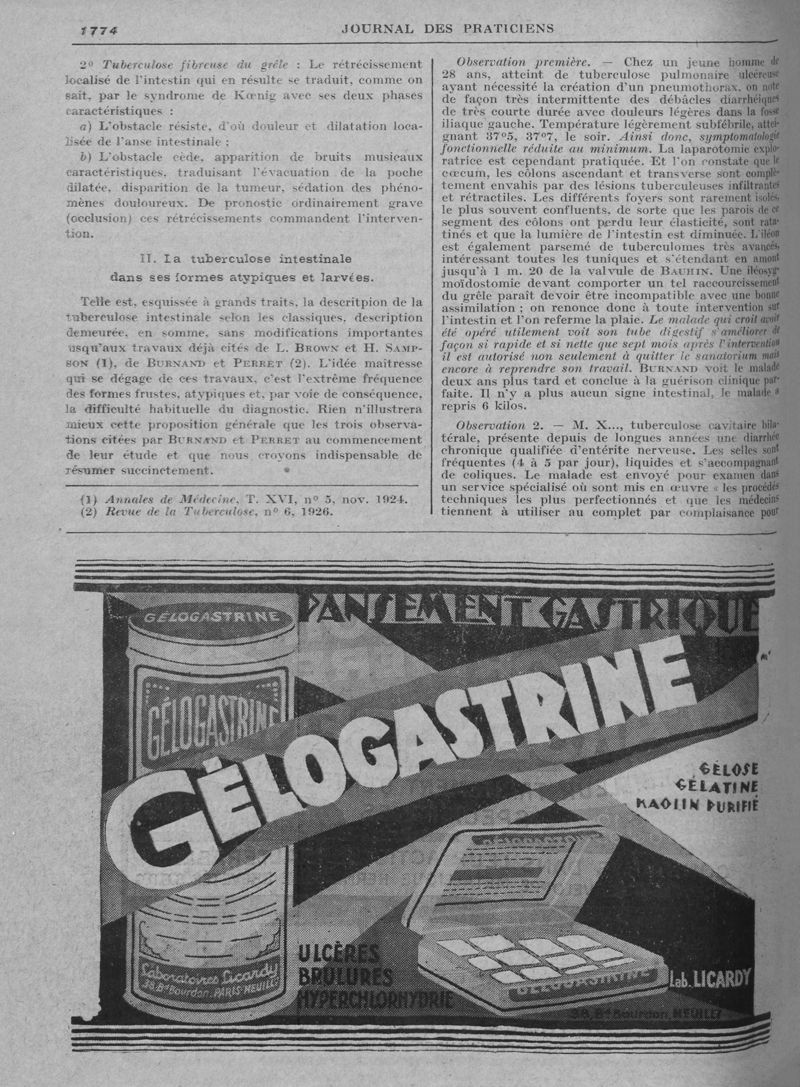 1774
JOURNAL DES PRATICIENS
2º Tuberculose fibreuse du grêle : Le rétrécissement
localisé de l'intestin qui en résulte se traduit, comme on
sait, par le syndrome de Kœnig avec ses deux phases
caractéristiques :
a) L'obstacle résiste, d'où douleur et dilatation loca-
lisée de l'anse intestinale ;
b) L'obstacle cède, apparition de bruits musicaux
caractéristiques, traduisant l'évacuation de la poche
dilatée, disparition de la tumeur, sédation des phéno-
mènes douloureux. De pronostic ordinairement grave
(occlusion) ces rétrécissements commandent l'interven-
tion.
II. La tuberculose intestinale
dans ses formes atypiques et larvées.
Telle est, esquissée à grands traits, la descritpion de la
tuberculose intestinale selon les classiques, description
demeurée, en somme, sans modifications importantes
usqu'aux travaux déjà cités de L. BROWN et H. SAMP-
SON (1), de BURNAND et PERRET (2). L'idée maîtresse
qui se dégage de ces travaux, c'est l'extrême fréquence
des formes frustes, atypiques et, par voie de conséquence,
la difficulté habituelle du diagnostic. Rien n'illustrera
mieux cette proposition générale que les trois observa-
tions citées par BURNAND et PERRET au commencement
de leur étude et que nous croyons indispensable de
résumer succinctement.
(1) Annales de Médecine, T. XVI, nº 5, nov. 1924.
(2) Revue de la Tuberculose, nº 6, 1926.
Observation première. — Chez un jeune homme de
28 ans, atteint de tuberculose pulmonaire ulcéreuse
ayant nécessité la création d'un pneumothorax, on note
de façon très intermittente des débâcles diarrhéiques
de très courte durée avec douleurs légères dans la fosse
iliaque gauche. Température légèrement subfébrile, attei-
gnant 37º5, 37º7, le soir. Ainsi donc, symptomatologie
fonctionnelle réduite au minimum. La laparotomie explo-
ratrice est cependant pratiquée. Et l'on constate que le
cæcum, les côlons ascendant et transverse sont complè-
tement envahis par des lésions tuberculeuses infiltrantes
et rétractiles. Les différents foyers sont rarement isolés,
le plus souvent confluents, de sorte que les parois de ce
segment des côlons ont perdu leur élasticité, sont rata-
tinés et que la lumière de l'intestin est diminuée. L'iléon
est également parsemé de tuberculomes très avancés,
intéressant toutes les tuniques et s'étendant en amont
jusqu'à 1 m. 20 de la valvule de BAUHIN. Une iléosyg-
moïdostomie devant comporter un tel raccourcissement
du grêle paraît devoir être incompatible avec une bonne
assimilation ; on renonce donc à toute intervention sur
l'intestin et l'on referme la plaie. Le malade qui croit avoir
été opéré utilement voit son tube digestif s'améliorer de
façon si rapide et si nette que sept mois après l'intervention
il est autorisé non seulement à quitter le sanatorium mais
encore à reprendre son travail. BURNAND voit le malade
deux ans plus tard et conclue à la guérison clinique par-
faite. Il n'y a plus aucun signe intestinal, le malade a
repris 6 kilos.
Observation 2. — M. X..., tuberculose cavitaire bila-
térale, présente depuis de longues années une diarrhée
chronique qualifiée d'entérite nerveuse. Les selles sont
fréquentes (4 à 5 par jour), liquides et s'accompagnant
de coliques. Le malade est envoyé pour examen dans
un service spécialisé où sont mis en œuvre « les procédés
techniques les plus perfectionnés et que les médecins
tiennent à utiliser au complet par complaisance pour
PANSEMENT GASTRIQUE
GÉLOGASTRINE
GÉLOGASTRINE
GÉLOGASTRINE
GÉLOSE
GÉLATINE
KAOLIN PURIFIÉ
GÉLOGASTRINE
ULCÈRES
BRÛLURES
HYPERCHLORHYDRIE
GÉLOGASTRINE
Laboratoires Licardy
38, Bd Bourdon. PARIS-NEUILLY
Lab. LICARDY
38, Bd Bourdon, NEUILLY